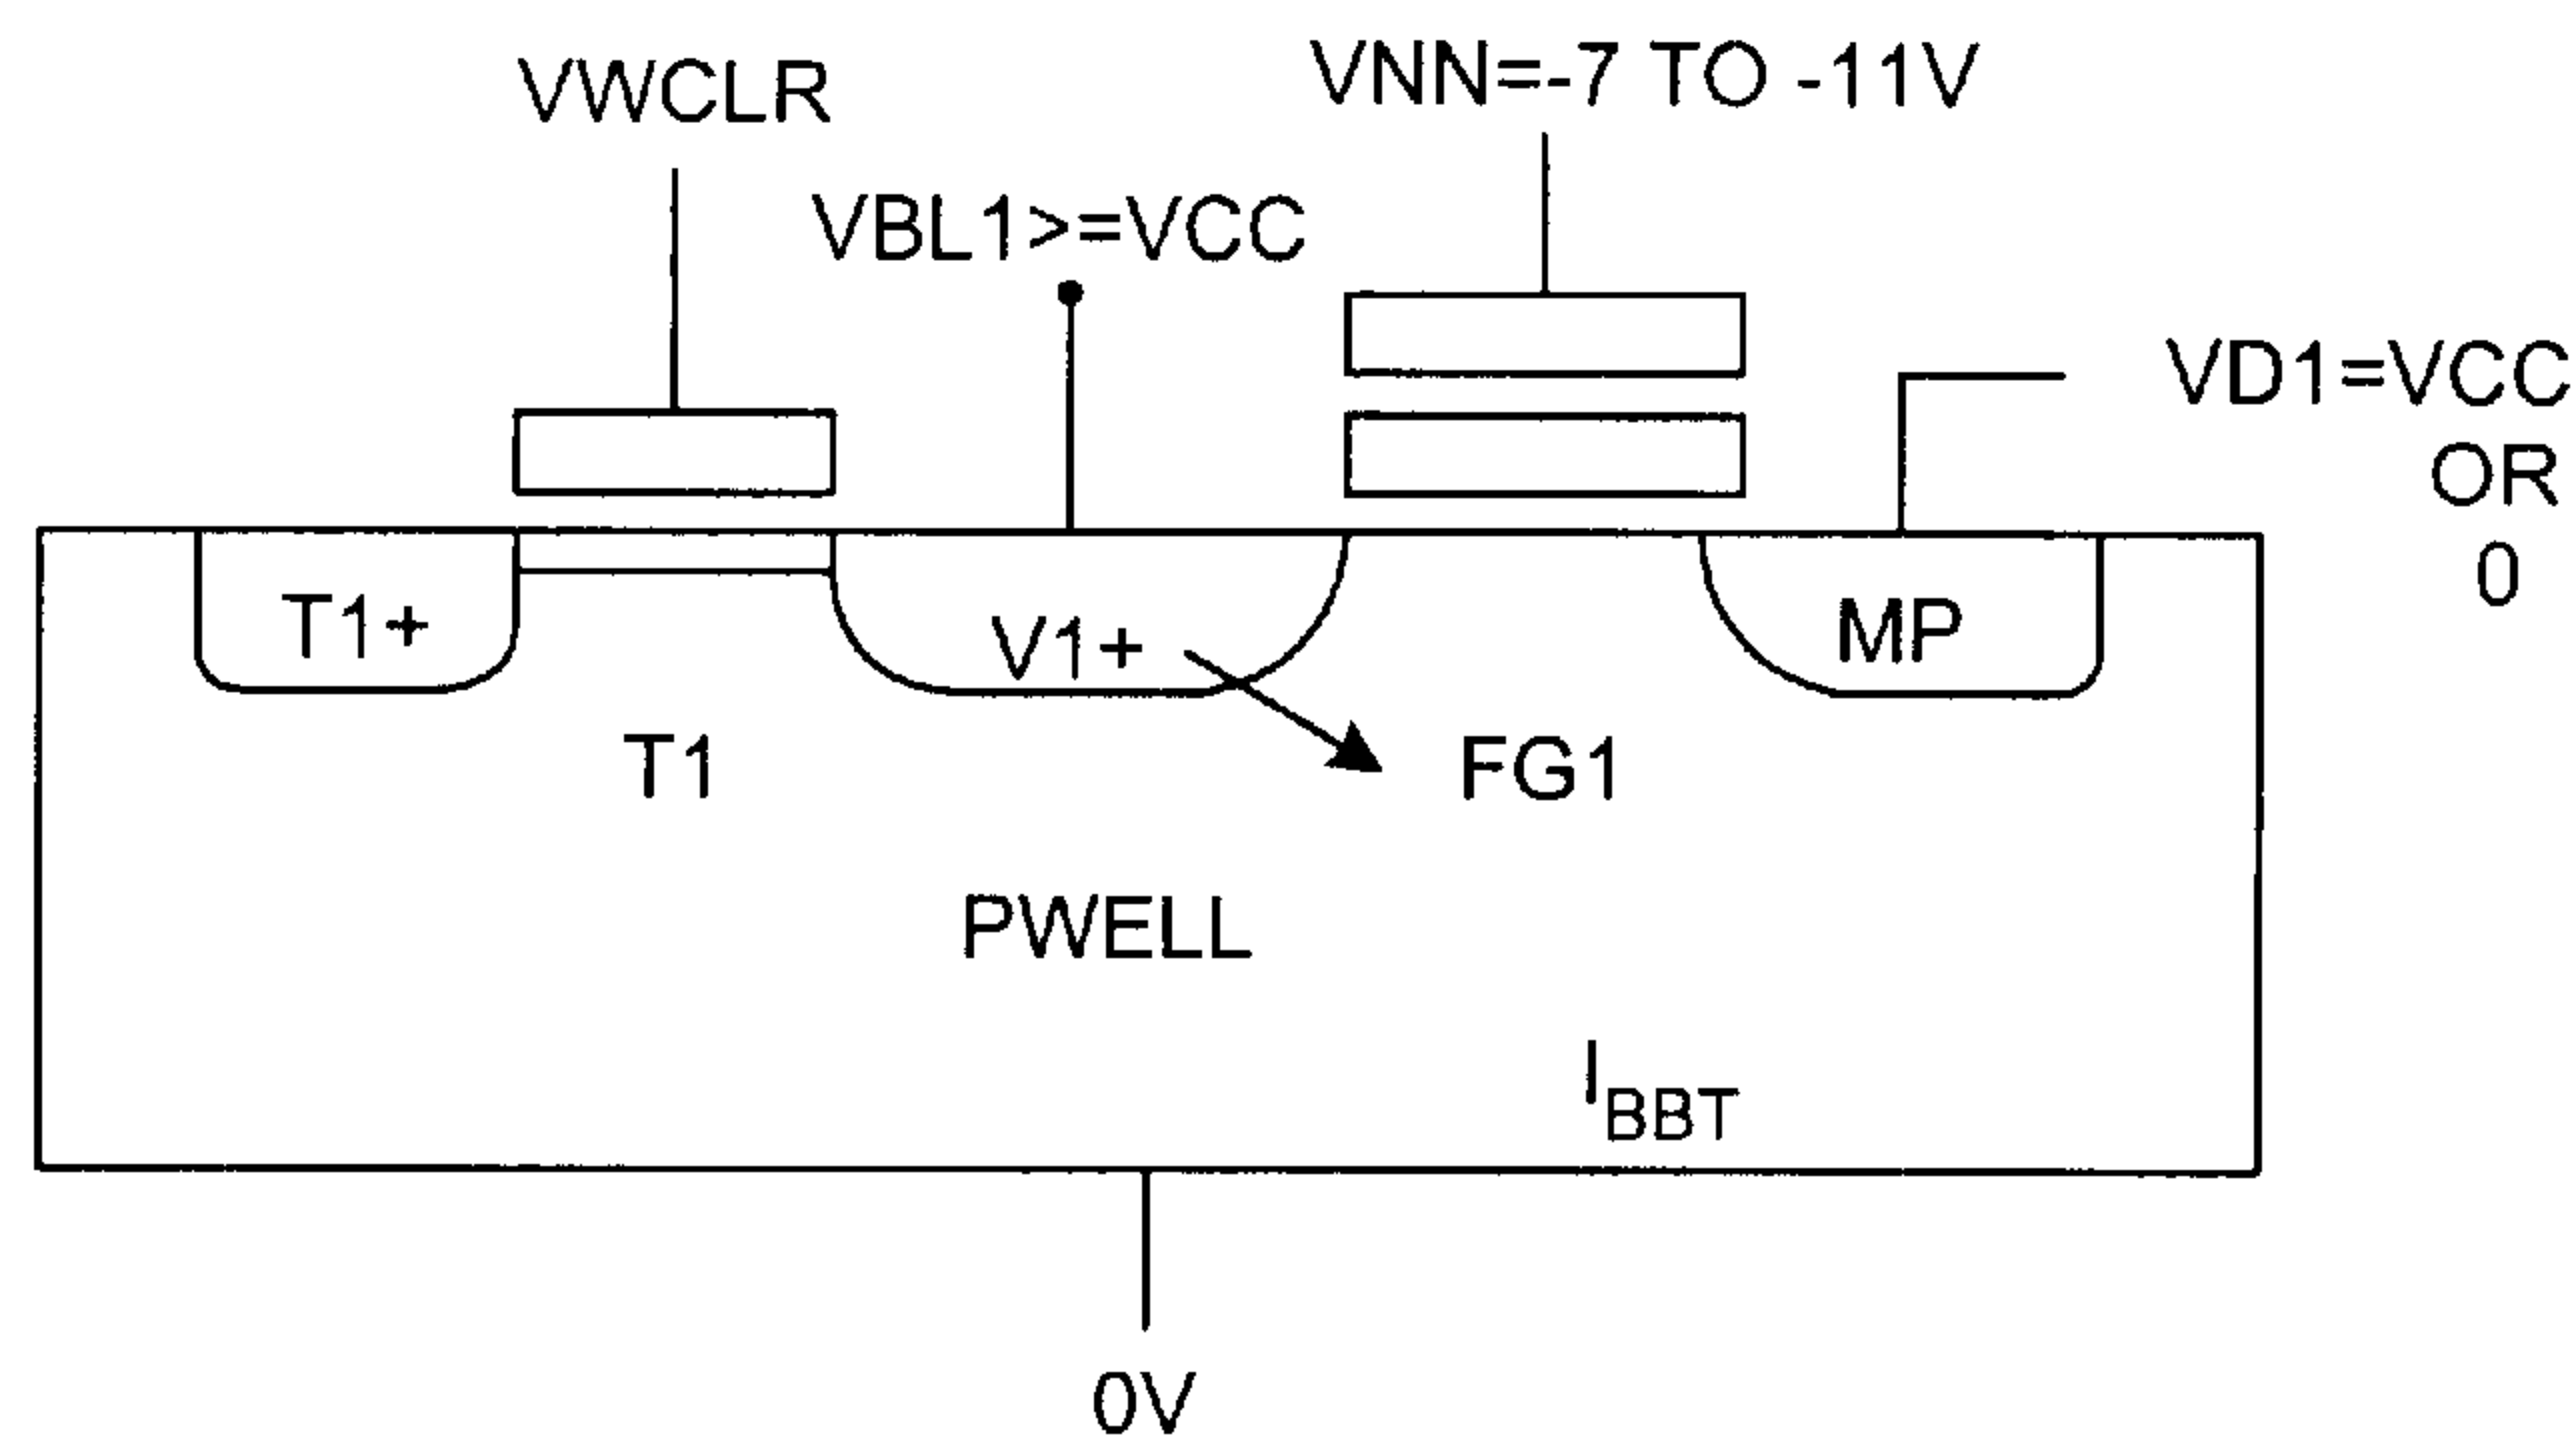 VWCLR
VNN=-7 TO -11V
VBL1>=VCC
VD1=VCC
OR
0
T1+
V1+
MP
T1
FG1
PWELL
IBBT
0V